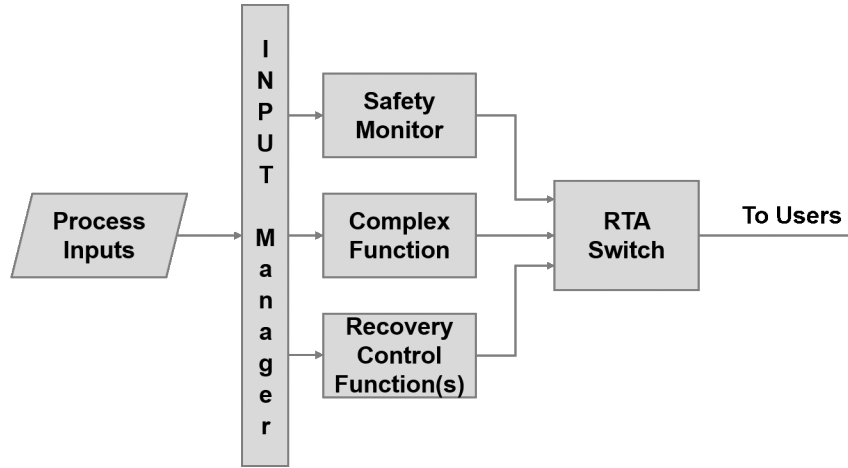 Process
Inputs
I
N
P
U
T
M
a
n
a
g
e
r
Safety
Monitor
Complex
Function
Recovery
Control
Function(s)
RTA
Switch
To Users